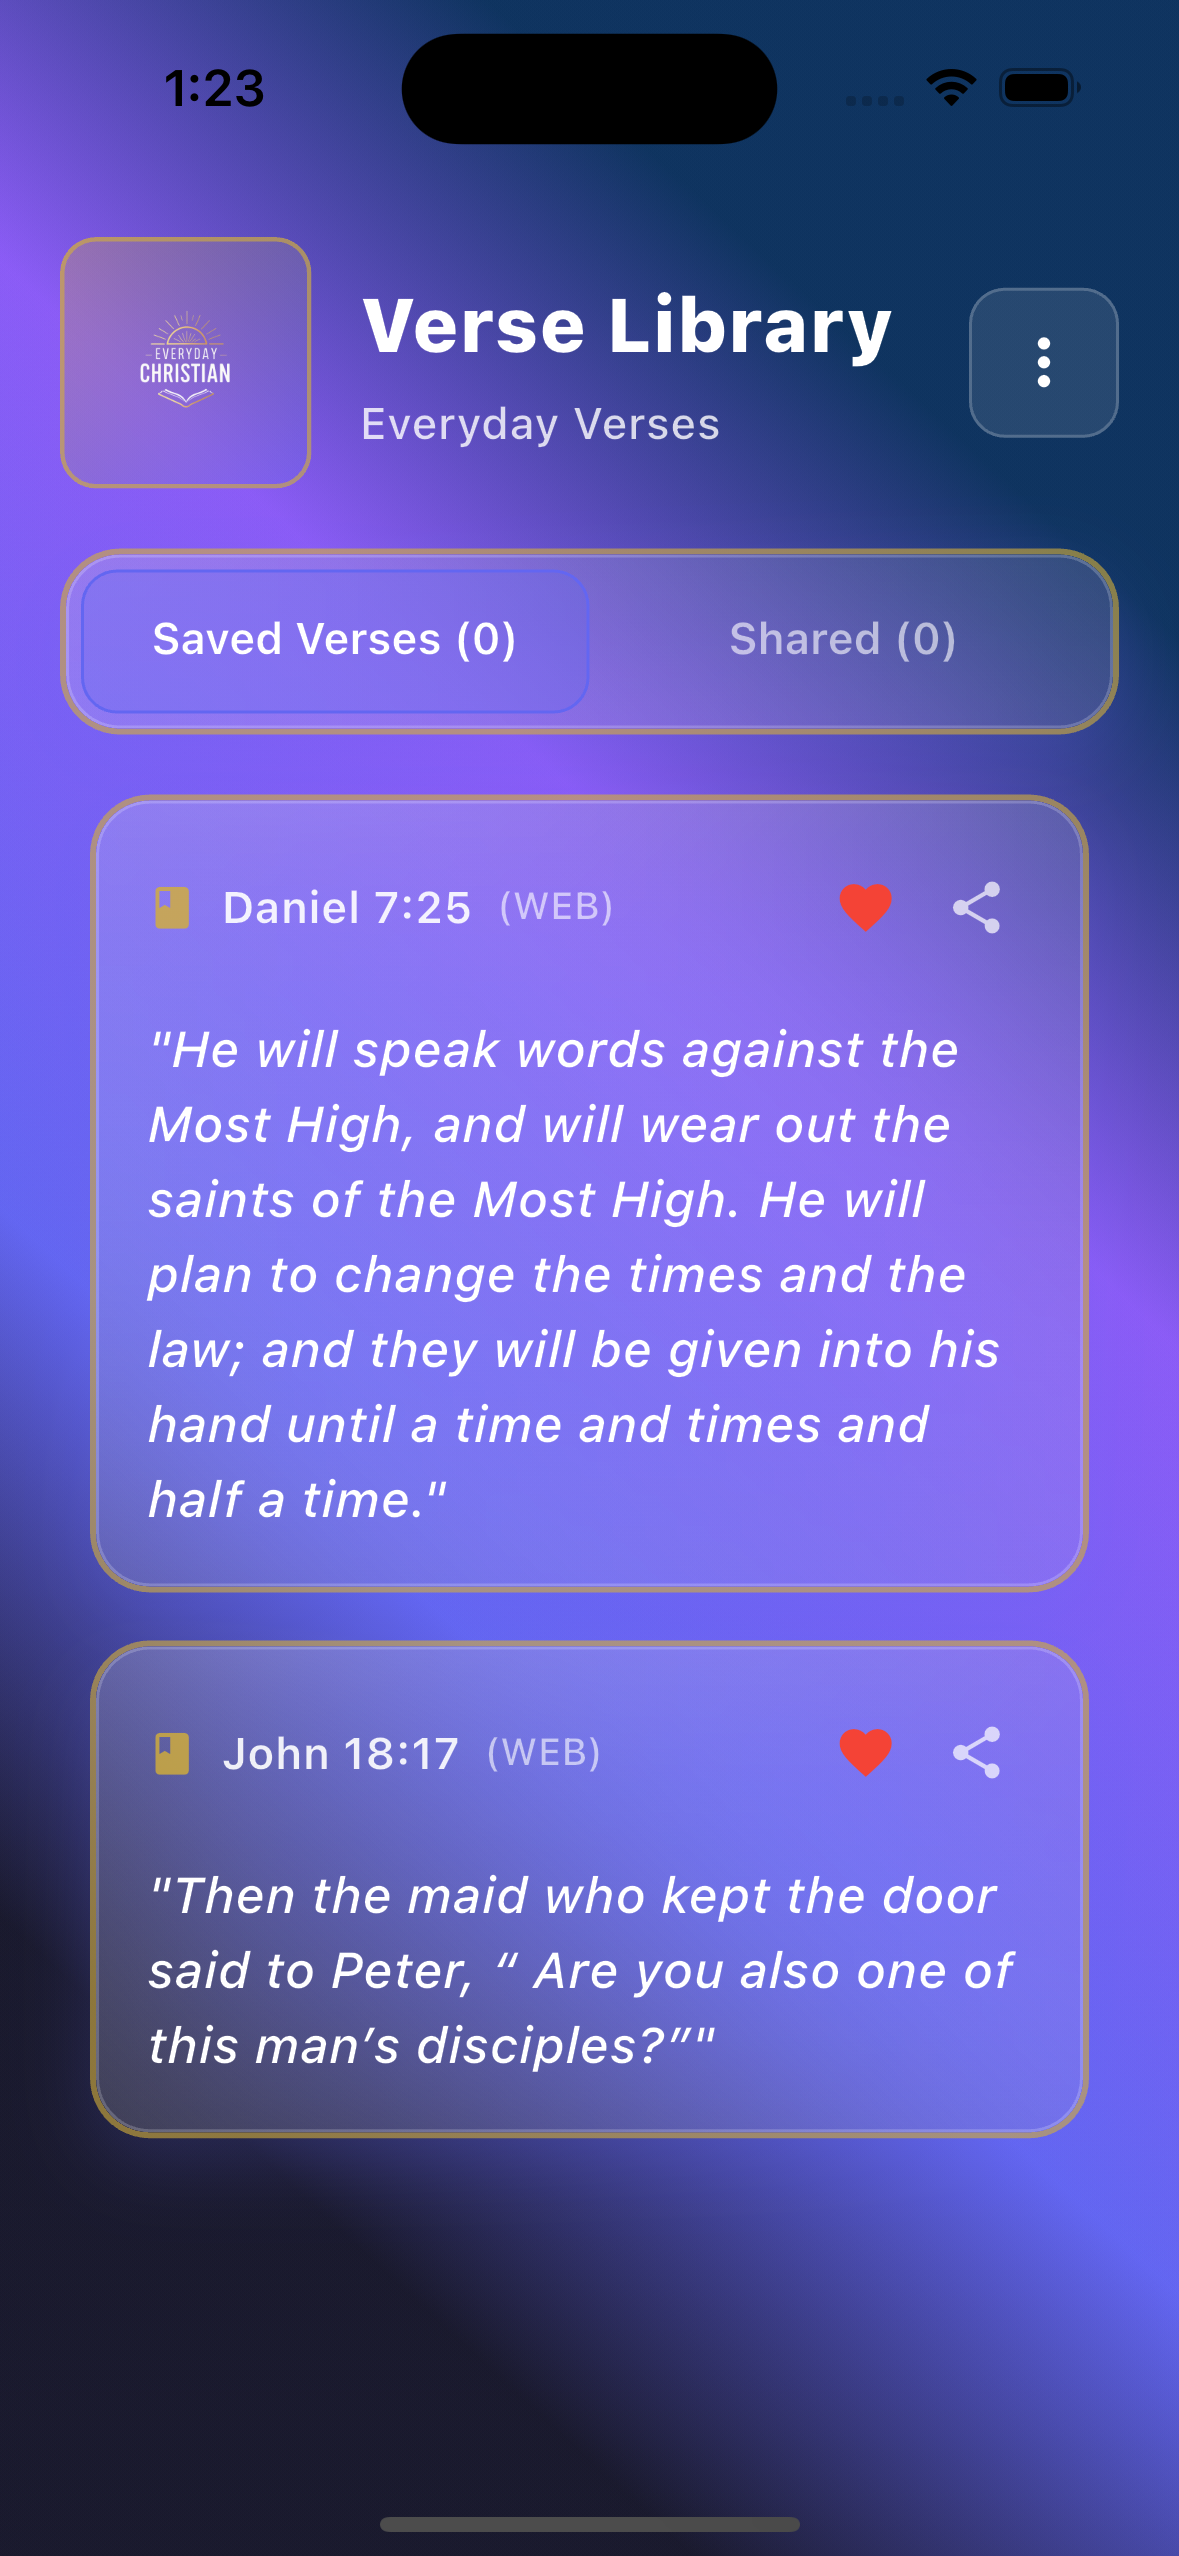 1:23
EVERYDAY
CHRISTIAN
Verse Library
Everyday Verses
Saved Verses (0)
Shared (0)
Daniel 7:25 (WEB)
"He will speak words against the
Most High, and will wear out the
saints of the Most High. He will
plan to change the times and the
law; and they will be given into his
hand until a time and times and
half a time."
John 18:17 (WEB)
"Then the maid who kept the door
said to Peter, “ Are you also one of
this man’s disciples?”"